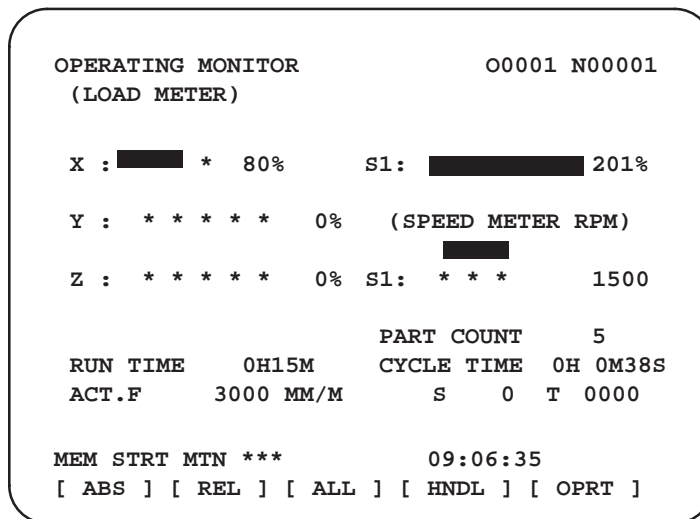 OPERATING MONITOR O0001 N00001
(LOAD METER)
X : * 80% S1: 201%
Y : * * * * * 0% (SPEED METER RPM)
Z : * * * * * 0% S1: * * * 1500
PART COUNT 5
RUN TIME 0H15M CYCLE TIME 0H 0M38S
ACT.F 3000 MM/M S 0 T 0000
MEM STRT MTN *** 09:06:35
[ ABS ] [ REL ] [ ALL ] [ HNDL ] [ OPRT ]